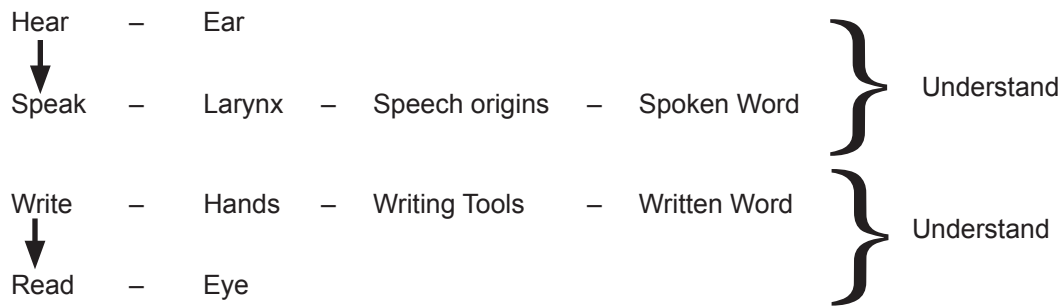 Hear – Ear
Speak – Larynx – Speech origins – Spoken Word
Understand
Write – Hands – Writing Tools – Written Word
Understand
Read – Eye